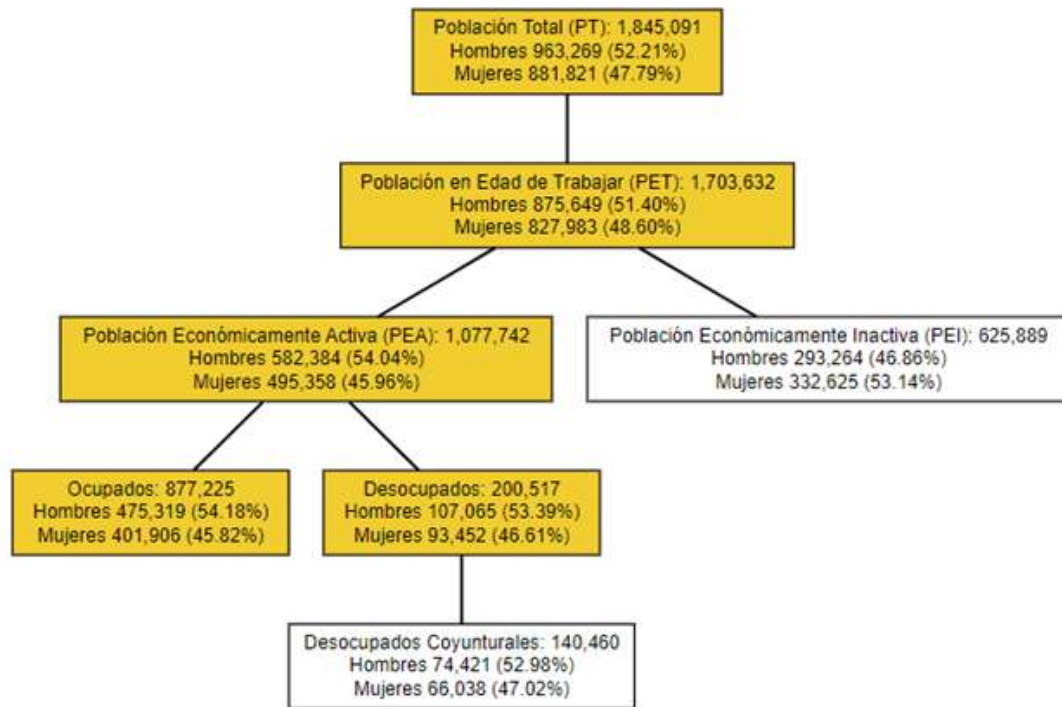 Población Total (PT): 1,845,091
Hombres 963,269 (52.21%)
Mujeres 881,821 (47.79%)
Población en Edad de Trabajar (PET): 1,703,632
Hombres 875,649 (51.40%)
Mujeres 827,983 (48.60%)
Población Económicamente Activa (PEA): 1,077,742
Hombres 582,384 (54.04%)
Mujeres 495,358 (45.96%)
Población Económicamente Inactiva (PEI): 625,889
Hombres 293,264 (46.86%)
Mujeres 332,625 (53.14%)
Ocupados: 877,225
Hombres 475,319 (54.18%)
Mujeres 401,906 (45.82%)
Desocupados: 200,517
Hombres 107,065 (53.39%)
Mujeres 93,452 (46.61%)
Desocupados Coyunturales: 140,460
Hombres 74,421 (52.98%)
Mujeres 66,038 (47.02%)